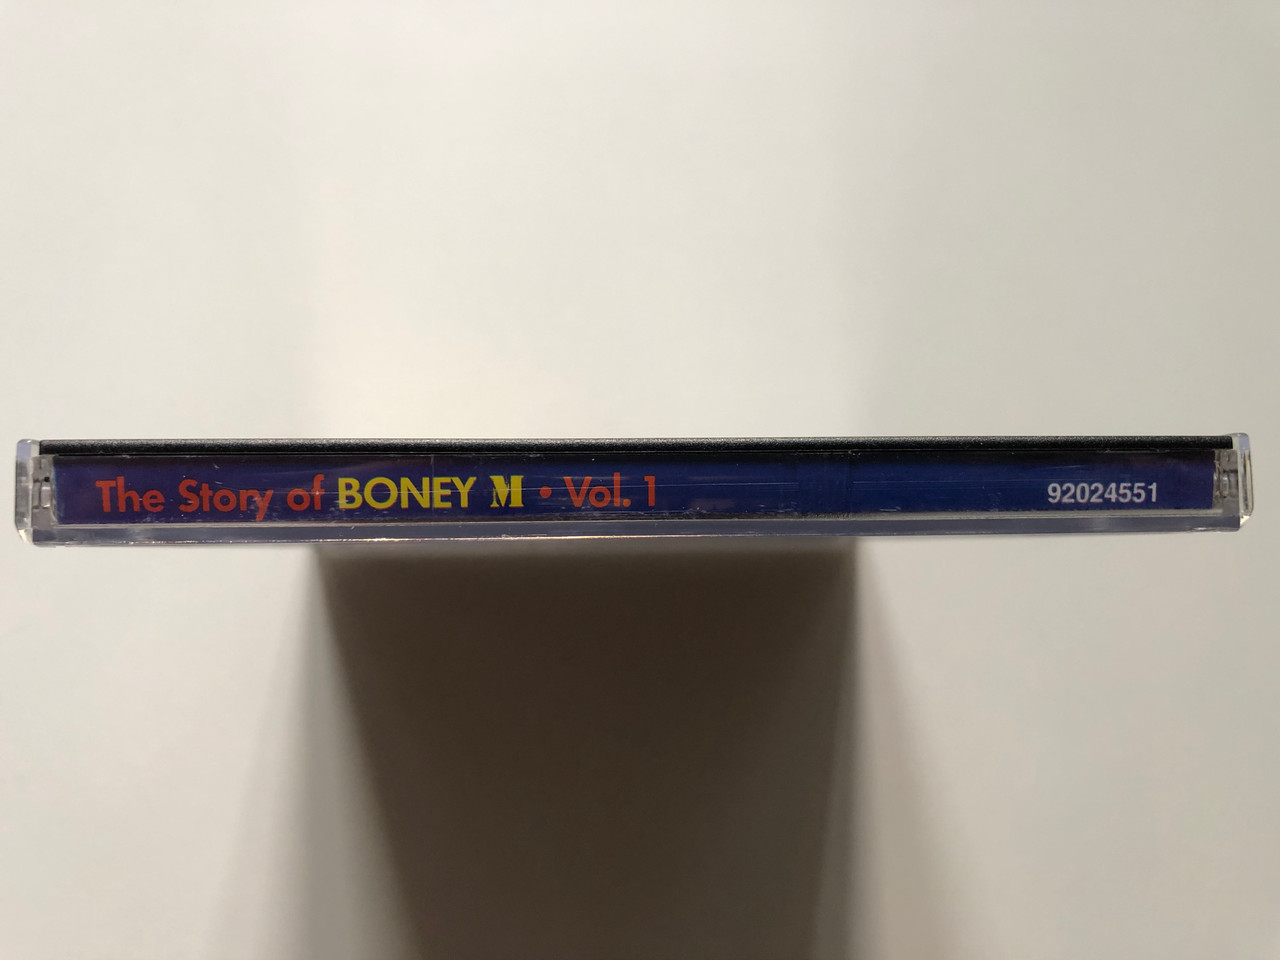 The Story of BONEY M • Vol. 1 92024551